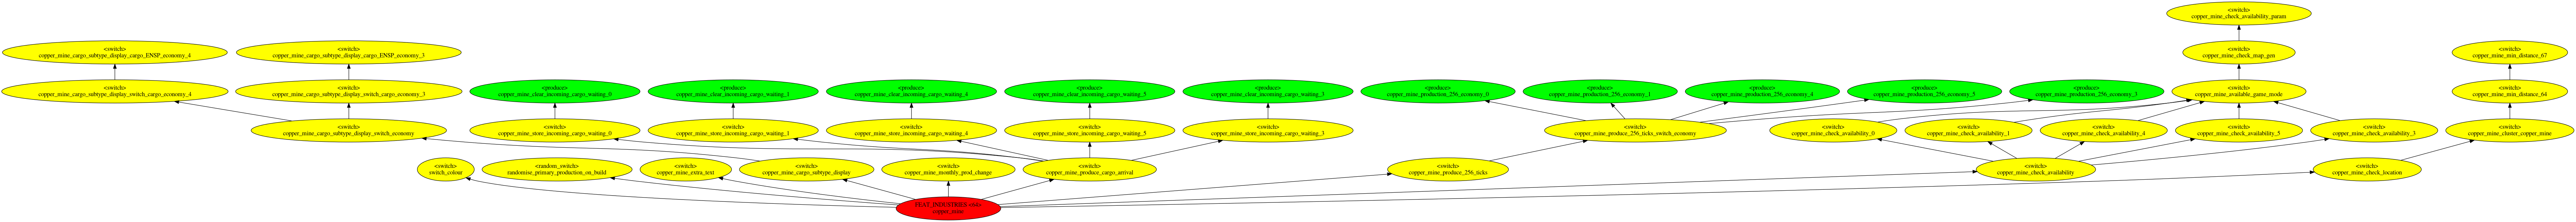 <switch>
copper_mine_check_availability_param
<switch>
copper_mine_cargo_subtype_display_cargo_ENSP_economy_4
<switch>
copper_mine_cargo_subtype_display_cargo_ENSP_economy_3
<switch>
copper_mine_check_map_gen
<switch>
copper_mine_min_distance_67
<switch>
copper_mine_cargo_subtype_display_switch_cargo_economy_4
<switch>
copper_mine_cargo_subtype_display_switch_cargo_economy_3
<produce>
copper_mine_clear_incoming_cargo_waiting_0
<produce>
copper_mine_clear_incoming_cargo_waiting_1
<produce>
copper_mine_clear_incoming_cargo_waiting_4
<produce>
copper_mine_clear_incoming_cargo_waiting_5
<produce>
copper_mine_clear_incoming_cargo_waiting_3
<produce>
copper_mine_production_256_economy_0
<produce>
copper_mine_production_256_economy_1
<produce>
copper_mine_production_256_economy_4
<produce>
copper_mine_production_256_economy_5
<produce>
copper_mine_production_256_economy_3
<switch>
copper_mine_available_game_mode
<switch>
copper_mine_min_distance_64
<switch>
copper_mine_cargo_subtype_display_switch_economy
<switch>
copper_mine_store_incoming_cargo_waiting_0
<switch>
copper_mine_store_incoming_cargo_waiting_1
<switch>
copper_mine_store_incoming_cargo_waiting_4
<switch>
copper_mine_store_incoming_cargo_waiting_5
<switch>
copper_mine_store_incoming_cargo_waiting_3
<switch>
copper_mine_produce_256_ticks_switch_economy
<switch>
copper_mine_check_availability_0
<switch>
copper_mine_check_availability_1
<switch>
copper_mine_check_availability_4
<switch>
copper_mine_check_availability_5
<switch>
copper_mine_check_availability_3
<switch>
copper_mine_cluster_copper_mine
<switch>
switch_colour
<random_switch>
randomise_primary_production_on_build
<switch>
copper_mine_extra_text
<switch>
copper_mine_cargo_subtype_display
<switch>
copper_mine_monthly_prod_change
<switch>
copper_mine_produce_cargo_arrival
<switch>
copper_mine_produce_256_ticks
<switch>
copper_mine_check_availability
<switch>
copper_mine_check_location
copper_mine